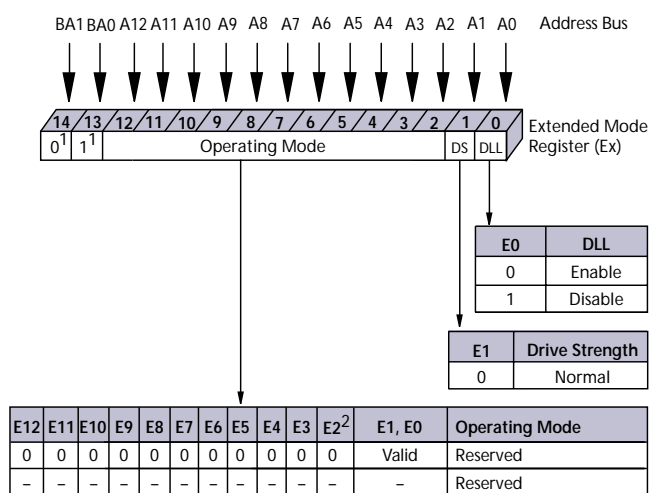 BA1 BA0 A12 A11 A10 A9 A8 A7 A6 A5 A4 A3 A2 A1 A0 Address Bus
14 13 12 11 10 9 8 7 6 5 4 3 2 1 0 Extended Mode
0¹ 1¹ Operating Mode DS DLL Register (Ex)
E0 DLL
0 Enable
1 Disable
E1 Drive Strength
0 Normal
E12 E11 E10 E9 E8 E7 E6 E5 E4 E3 E2² E1, E0 Operating Mode
0 0 0 0 0 0 0 0 0 0 0 Valid Reserved
– – – – – – – – – – – – Reserved